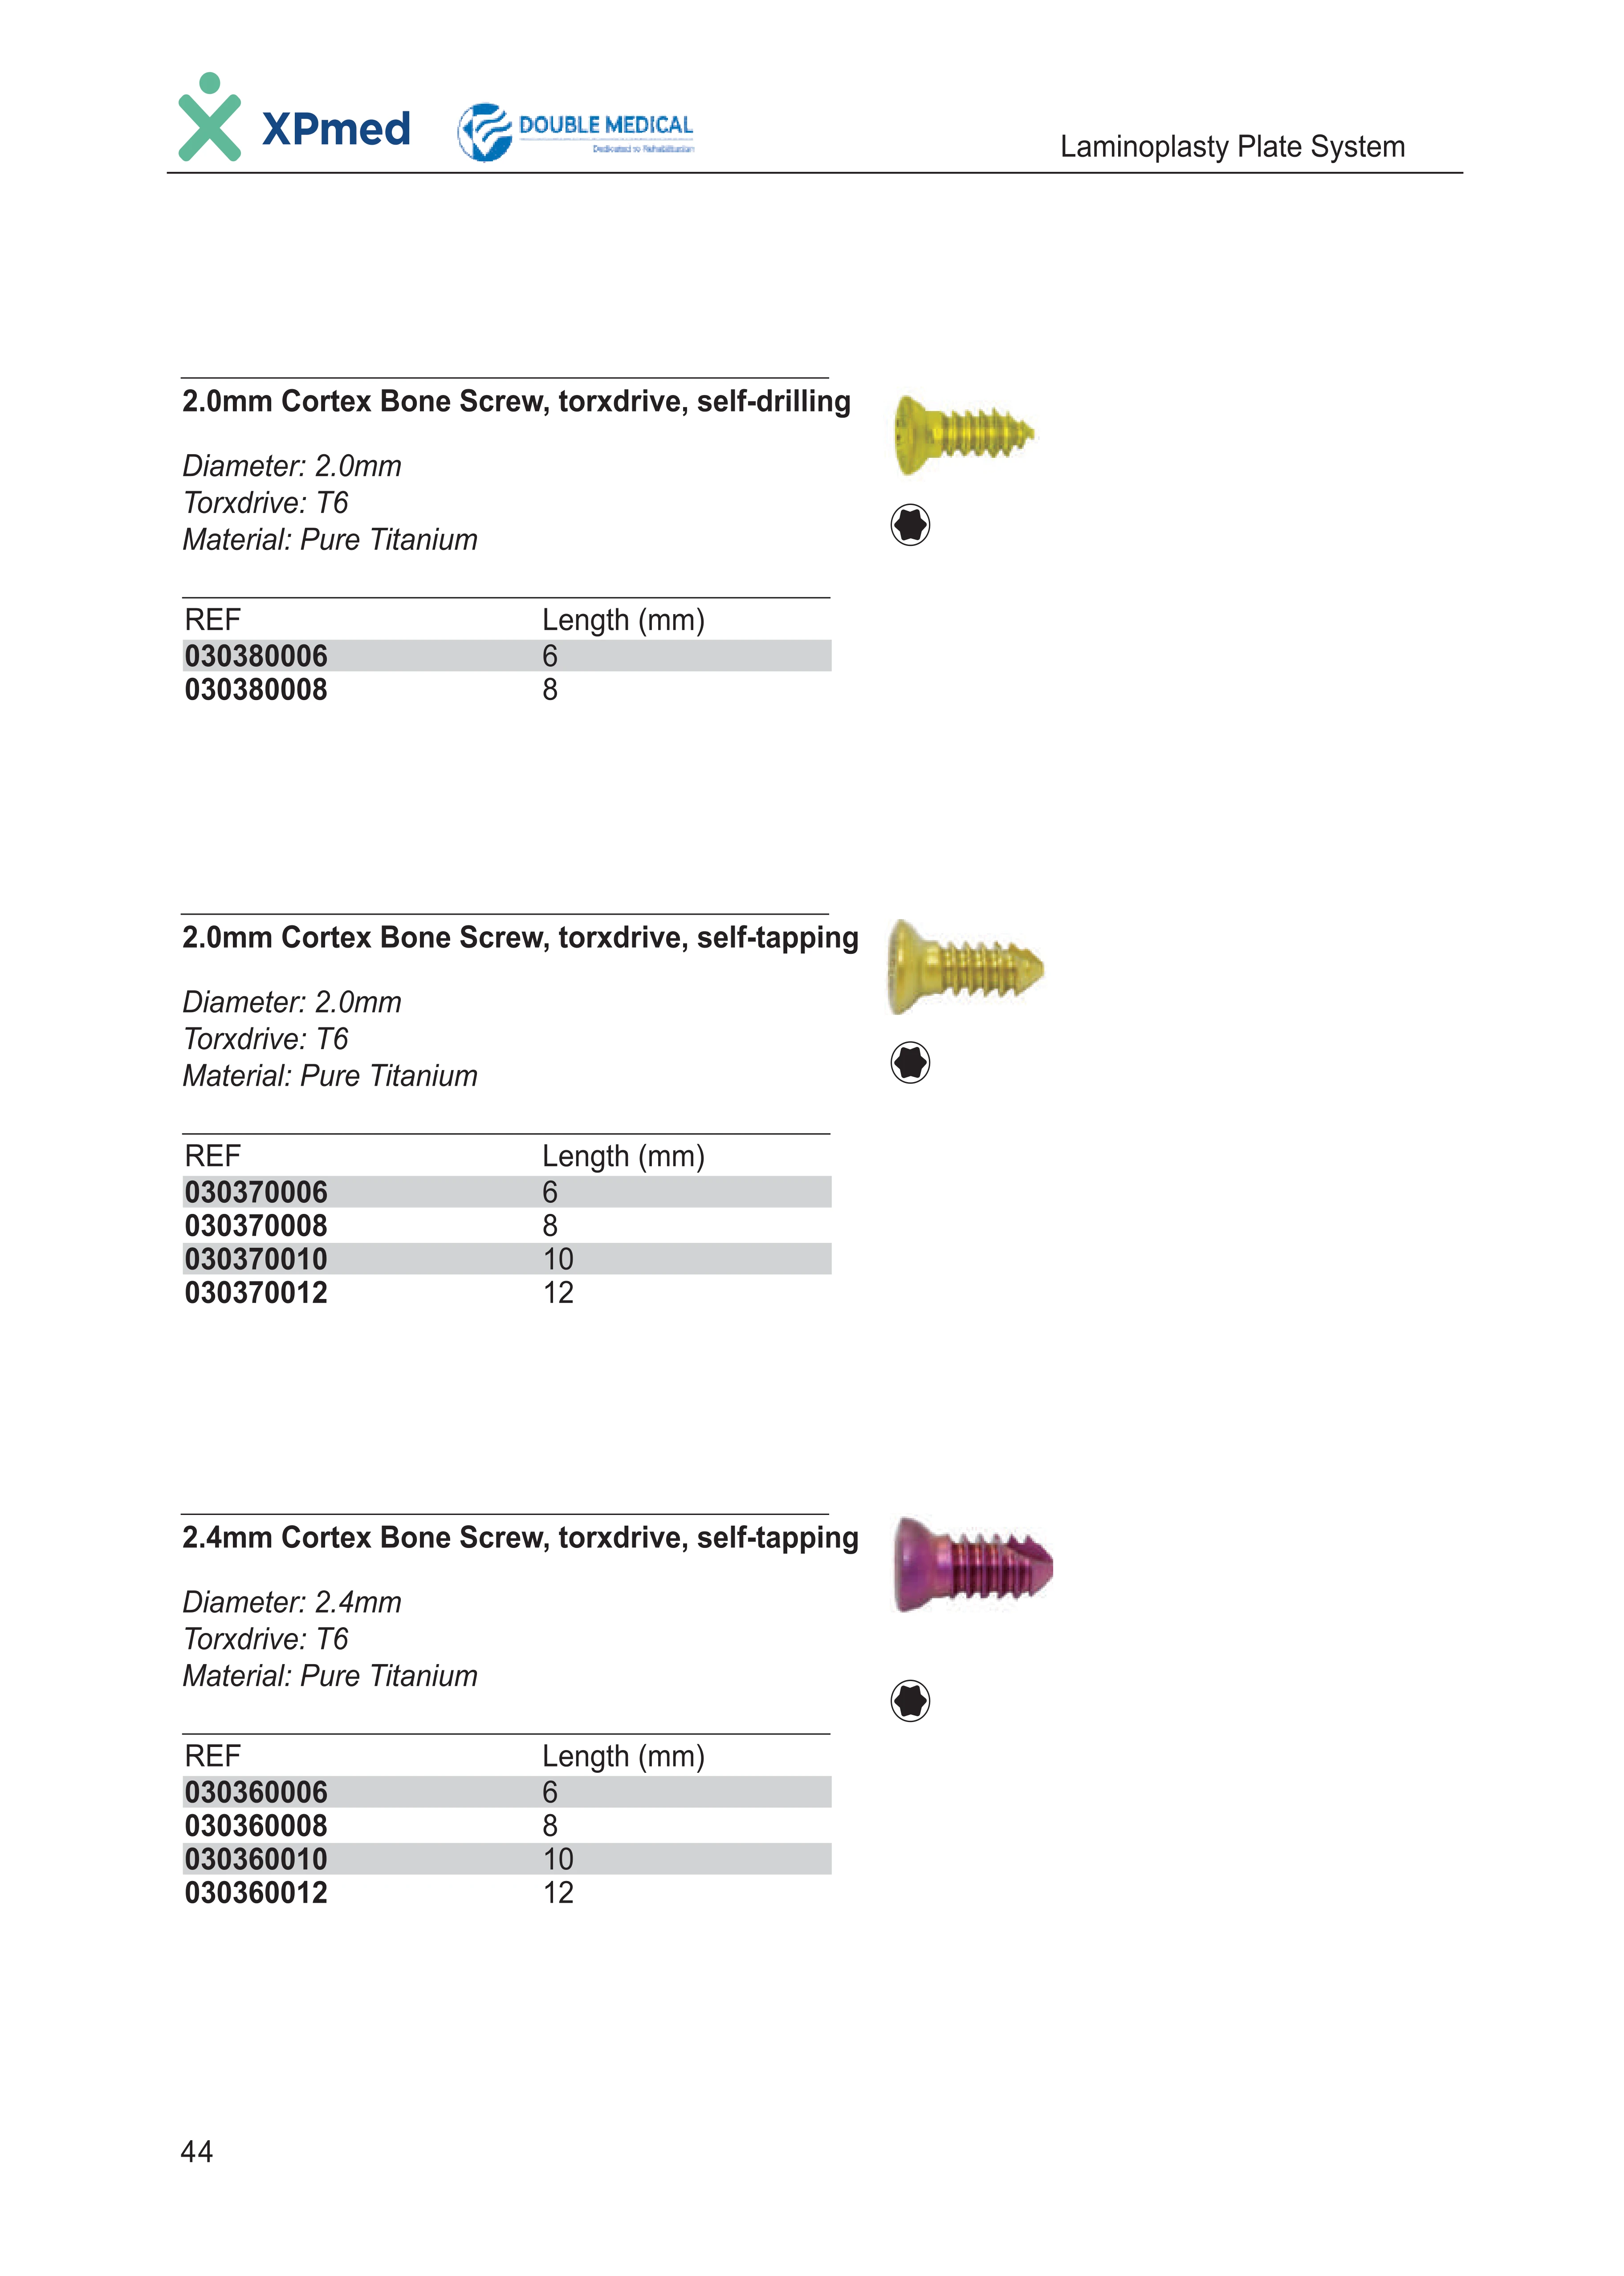 XPmed
DOUBLE MEDICAL
Dedicated to Rehabilitation
Laminoplasty Plate System
2.0mm Cortex Bone Screw, torxdrive, self-drilling
Diameter: 2.0mm
Torxdrive: T6
Material: Pure Titanium
REF Length (mm)
030380006 6
030380008 8
2.0mm Cortex Bone Screw, torxdrive, self-tapping
Diameter: 2.0mm
Torxdrive: T6
Material: Pure Titanium
REF Length (mm)
030370006 6
030370008 8
030370010 10
030370012 12
2.4mm Cortex Bone Screw, torxdrive, self-tapping
Diameter: 2.4mm
Torxdrive: T6
Material: Pure Titanium
REF Length (mm)
030360006 6
030360008 8
030360010 10
030360012 12
44